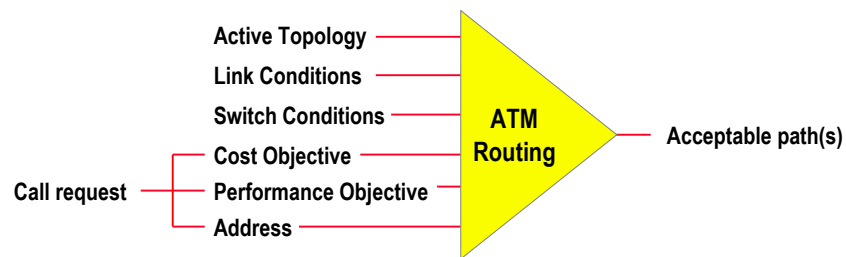 Active Topology
Link Conditions
Switch Conditions
Cost Objective
Call request
Performance Objective
Address
ATM
Routing
Acceptable path(s)